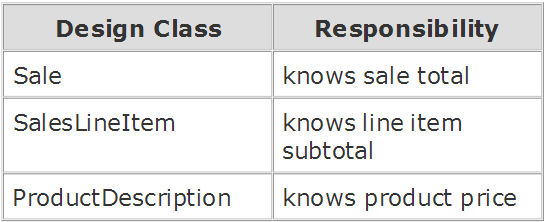 Design Class Responsibility
Sale knows sale total
SalesLineItem knows line item
subtotal
ProductDescription knows product price